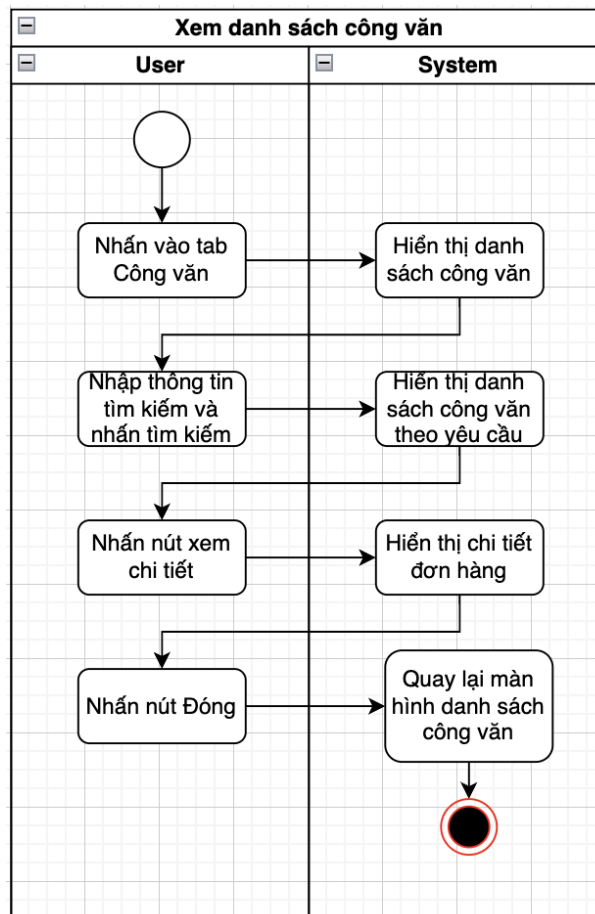 Xem danh sách công văn
User
System
Nhấn vào tab
Công văn
Hiển thị danh
sách công văn
Nhập thông tin
tìm kiếm và
nhấn tìm kiếm
Hiển thị danh
sách công văn
theo yêu cầu
Nhấn nút xem
chi tiết
Hiển thị chi tiết
đơn hàng
Nhấn nút Đóng
Quay lại màn
hình danh sách
công văn